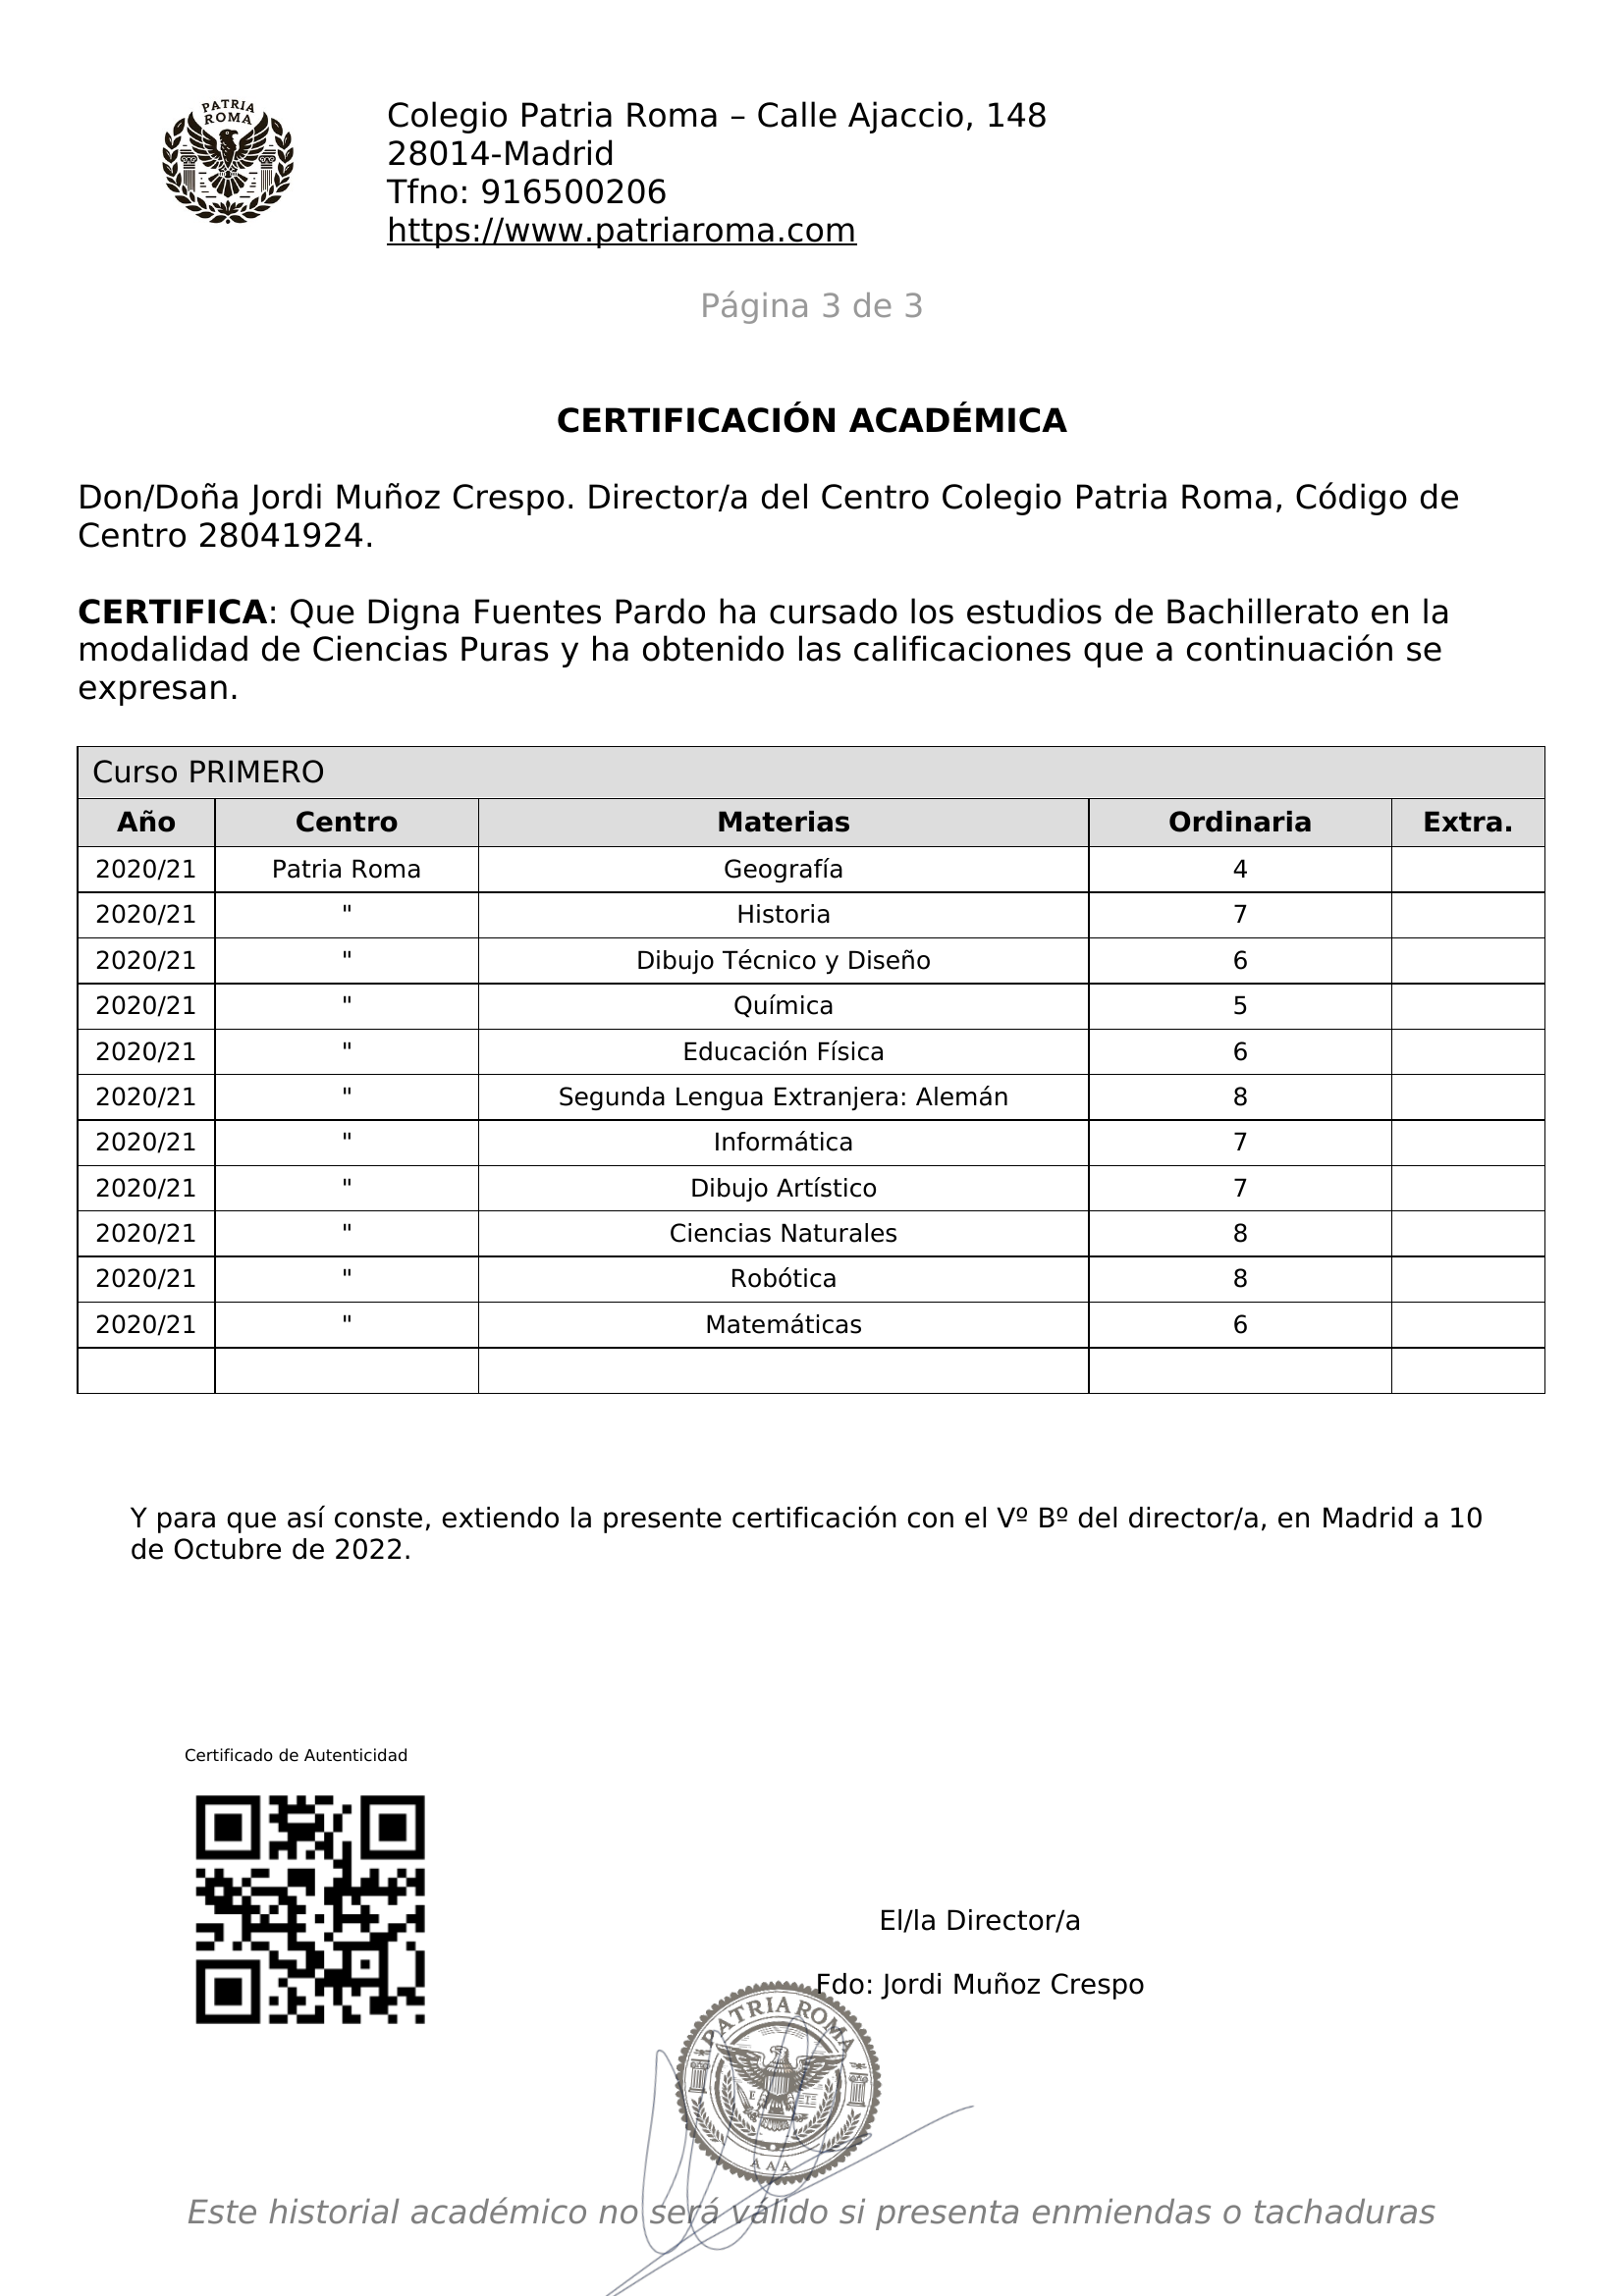 PATRIA
ROMA
Colegio Patria Roma – Calle Ajaccio, 148
28014-Madrid
Tfno: 916500206
https://www.patriaroma.com
Página 3 de 3
CERTIFICACIÓN ACADÉMICA
Don/Doña Jordi Muñoz Crespo. Director/a del Centro Colegio Patria Roma, Código de
Centro 28041924.
CERTIFICA: Que Digna Fuentes Pardo ha cursado los estudios de Bachillerato en la
modalidad de Ciencias Puras y ha obtenido las calificaciones que a continuación se
expresan.
Curso PRIMERO
Año Centro Materias Ordinaria Extra.
2020/21 Patria Roma Geografía 4
2020/21 " Historia 7
2020/21 " Dibujo Técnico y Diseño 6
2020/21 " Química 5
2020/21 " Educación Física 6
2020/21 " Segunda Lengua Extranjera: Alemán 8
2020/21 " Informática 7
2020/21 " Dibujo Artístico 7
2020/21 " Ciencias Naturales 8
2020/21 " Robótica 8
2020/21 " Matemáticas 6
Y para que así conste, extiendo la presente certificación con el Vº Bº del director/a, en Madrid a 10
de Octubre de 2022.
Certificado de Autenticidad
El/la Director/a
Fdo: Jordi Muñoz Crespo
PATRIA ROMA
A A A
Este historial académico no será válido si presenta enmiendas o tachaduras